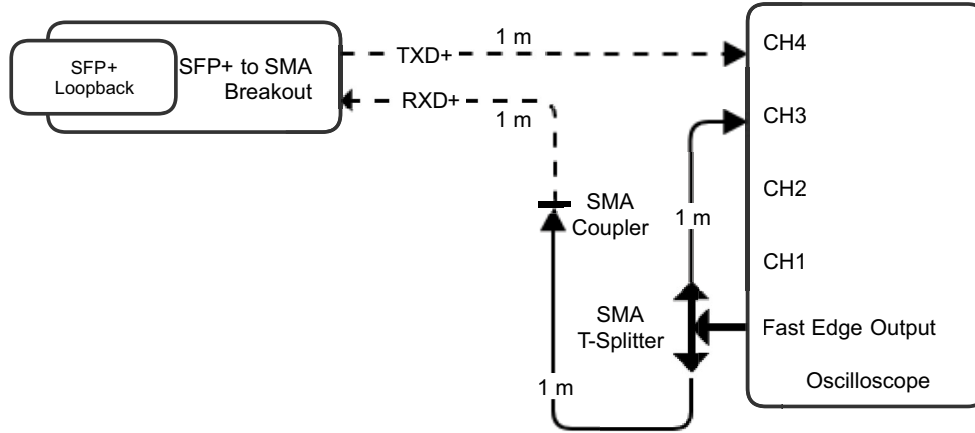 1 m
TXD+
CH4
SFP+
Loopback
SFP+ to SMA
Breakout
RXD+
1 m
CH3
SMA
Coupler
CH2
1 m
CH1
SMA
T-Splitter
Fast Edge Output
1 m
Oscilloscope